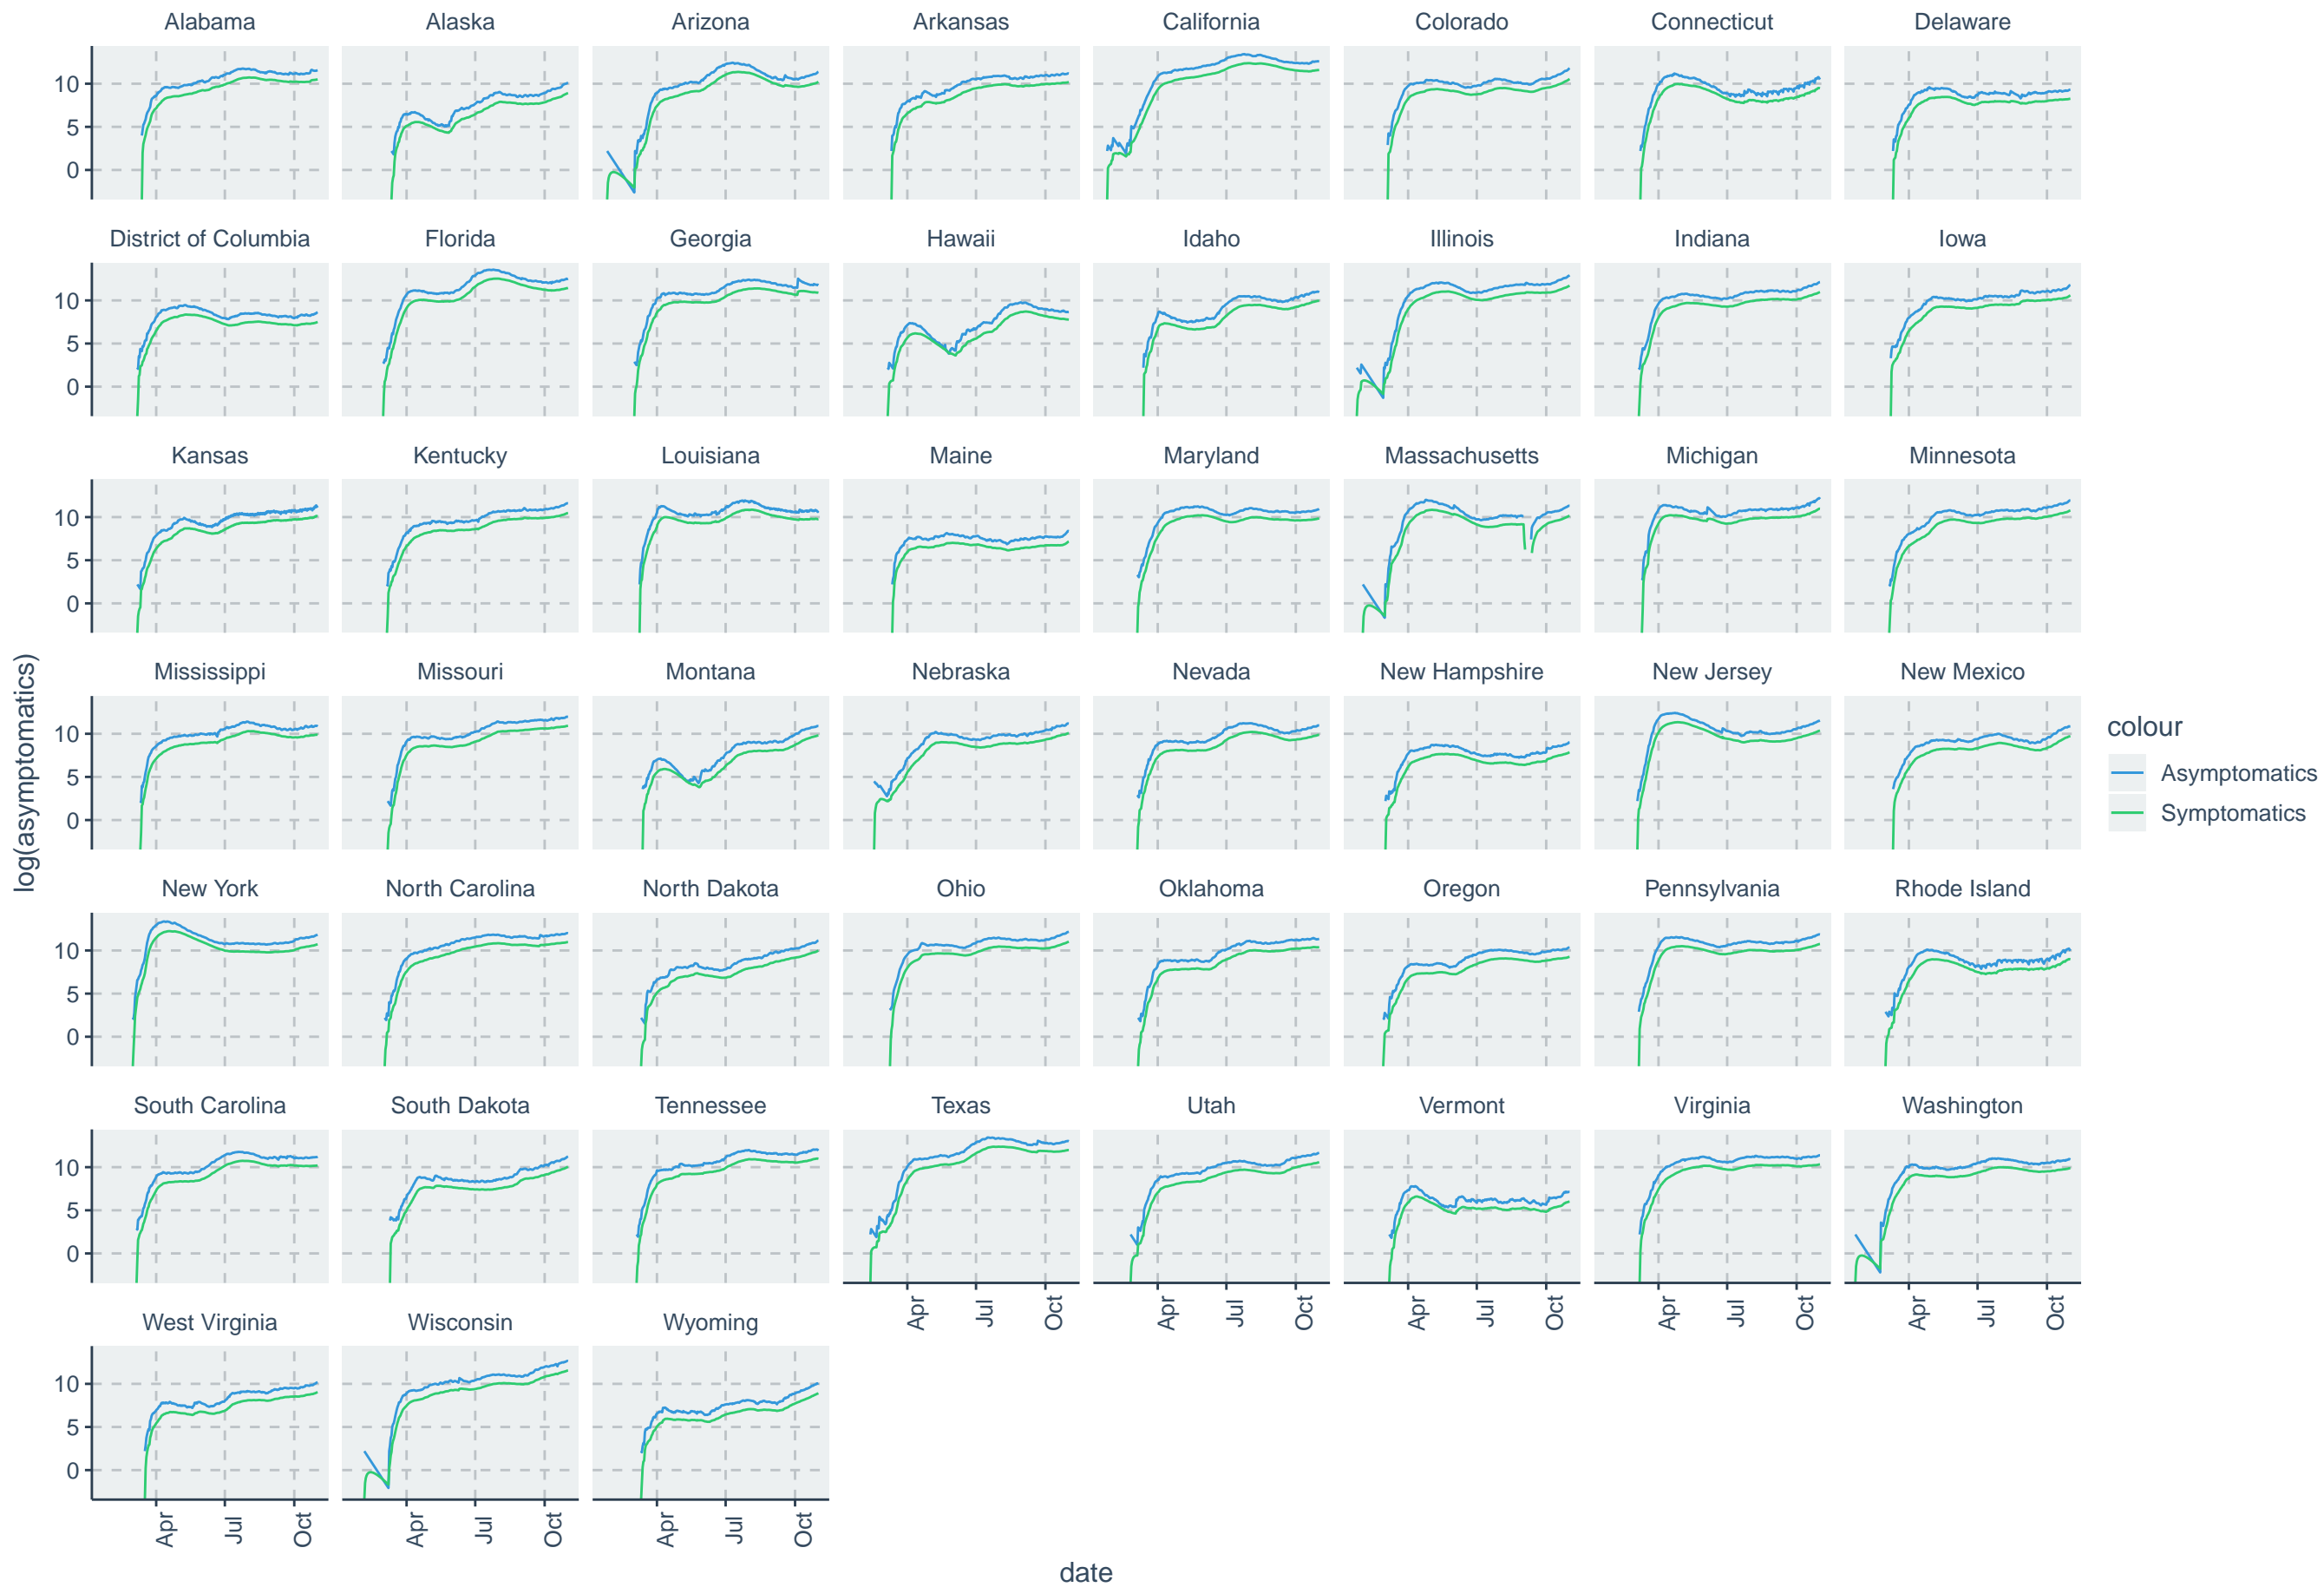 Alabama Alaska Arizona Arkansas California Colorado Connecticut Delaware
10
5
0
District of Columbia Florida Georgia Hawaii Idaho Illinois Indiana Iowa
10
5
0
Kansas Kentucky Louisiana Maine Maryland Massachusetts Michigan Minnesota
10
5
0
log(asymptomatics)
Mississippi Missouri Montana Nebraska Nevada New Hampshire New Jersey New Mexico
10
5
0
colour
Asymptomatics
Symptomatics
New York North Carolina North Dakota Ohio Oklahoma Oregon Pennsylvania Rhode Island
10
5
0
South Carolina South Dakota Tennessee Texas Utah Vermont Virginia Washington
10
5
0
Apr Jul Oct Apr Jul Oct Apr Jul Oct Apr Jul Oct Apr Jul Oct
West Virginia Wisconsin Wyoming
10
5
0
Apr Jul Oct Apr Jul Oct Apr Jul Oct
date